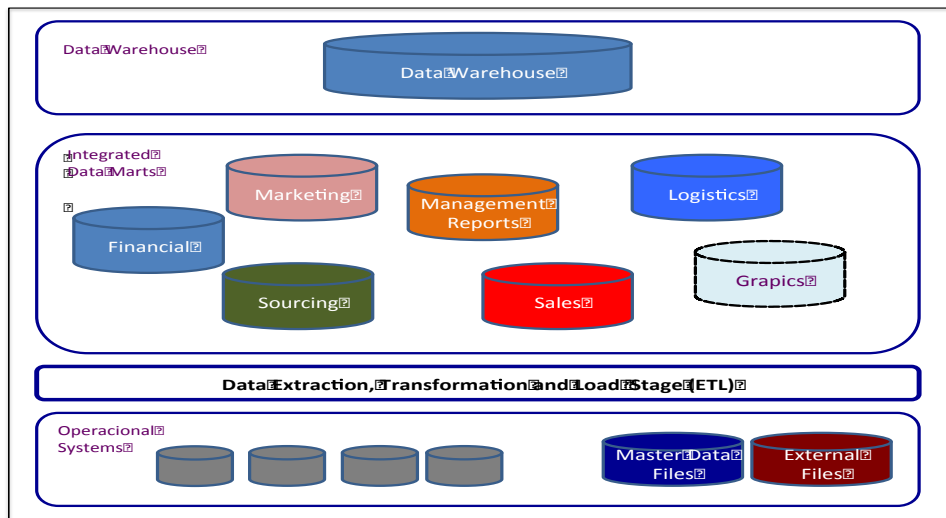 Data Warehouse
Data Warehouse
Integrated
Data Marts
Marketing
Management
Reports
Logistics
Financial
Grapics
Sourcing
Sales
Data Extraction, Transformation and Load Stage (ETL)
Operacional
Systems
Master Data
Files
External
Files